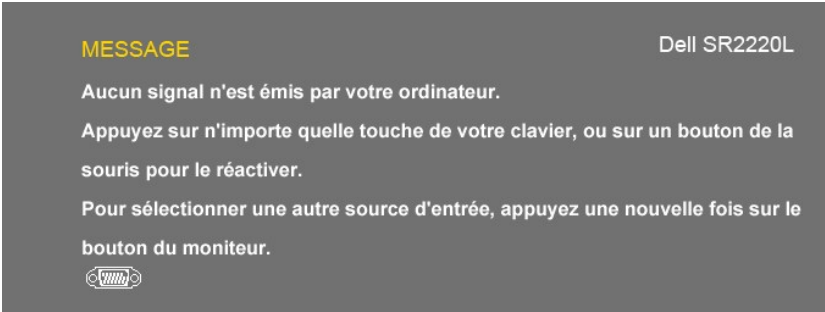 MESSAGE
Dell SR2220L
Aucun signal n'est émis par votre ordinateur.
Appuyez sur n'importe quelle touche de votre clavier, ou sur un bouton de la
souris pour le réactiver.
Pour sélectionner une autre source d'entrée, appuyez une nouvelle fois sur le
bouton du moniteur.